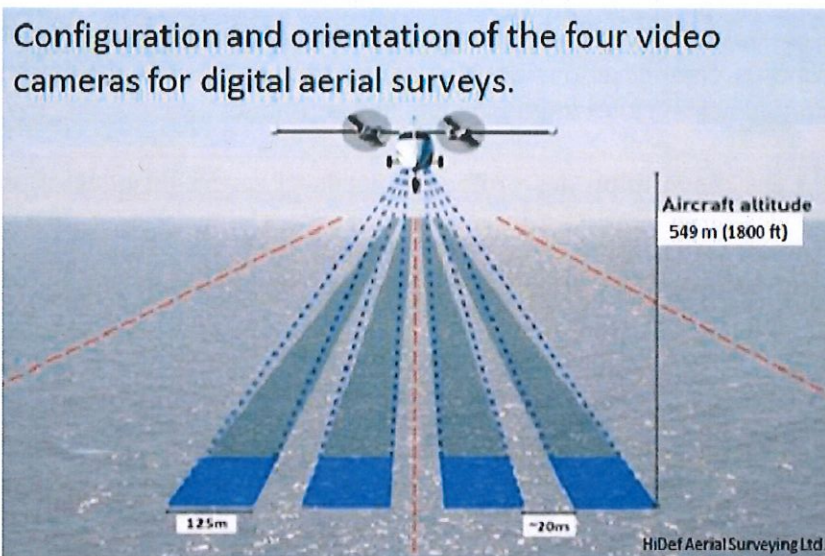 Configuration and orientation of the four video
cameras for digital aerial surveys.
Aircraft altitude
549 m (1800 ft)
125m
~20m
HiDef Aerial Surveying Ltd